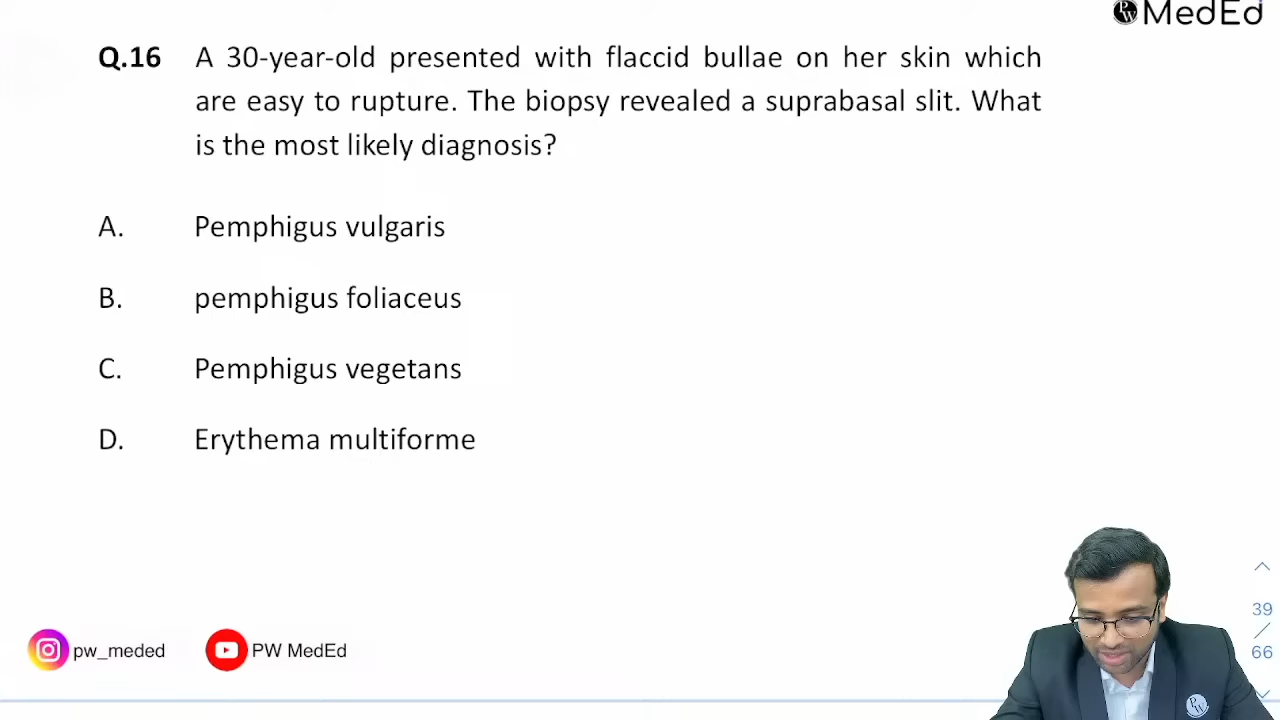 MedEd
Q.16 A 30-year-old presented with flaccid bullae on her skin which
are easy to rupture. The biopsy revealed a suprabasal slit. What
is the most likely diagnosis?
A. Pemphigus vulgaris
B. pemphigus foliaceus
C. Pemphigus vegetans
D. Erythema multiforme
39
/
66
pw_meded PW MedEd